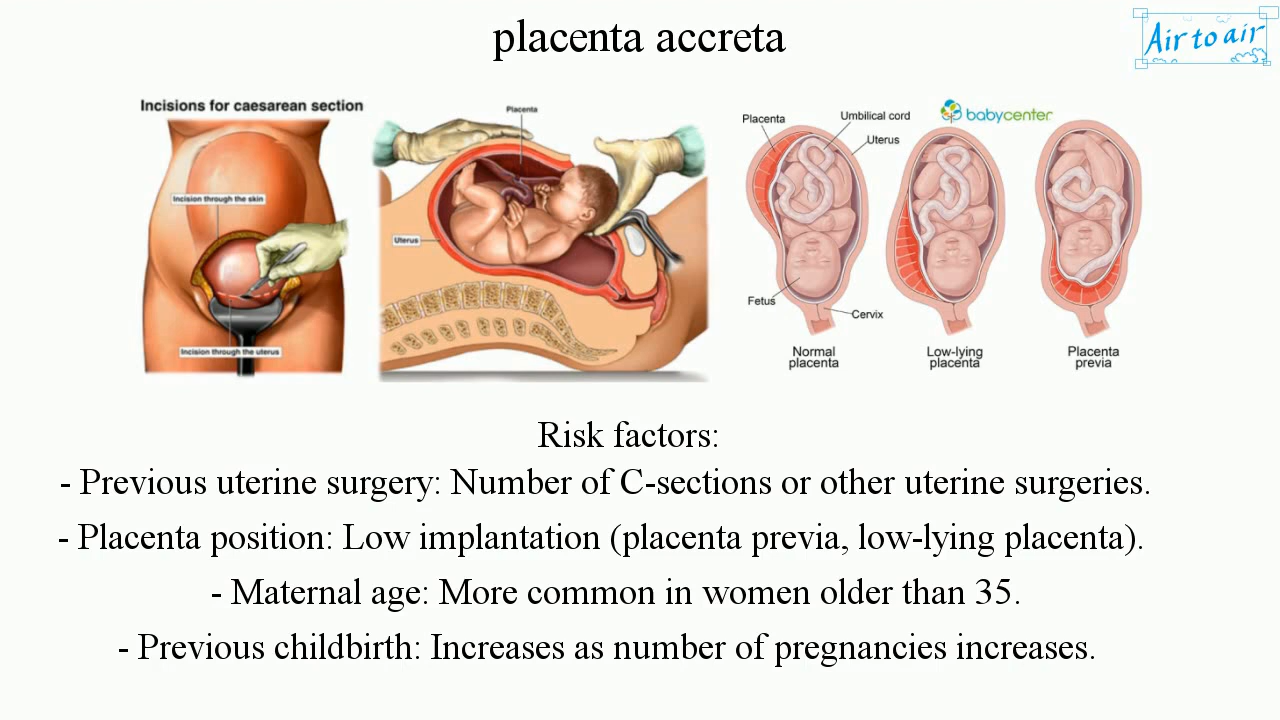 placenta accreta
Air to air
Incisions for caesarean section
Incision through the skin
Incision through the uterus
Placenta
Uterus
babycenter
Placenta
Umbilical cord
Uterus
Fetus
Cervix
Normal
placenta
Low-lying
placenta
Placenta
previa
Risk factors:
- Previous uterine surgery: Number of C-sections or other uterine surgeries.
- Placenta position: Low implantation (placenta previa, low-lying placenta).
- Maternal age: More common in women older than 35.
- Previous childbirth: Increases as number of pregnancies increases.